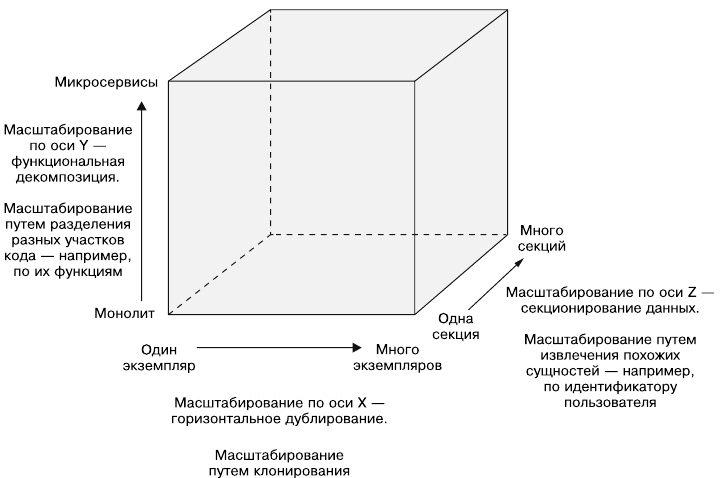 Микросервисы
Масштабирование
по оси Y —
функциональная
декомпозиция.
Масштабирование
путем разделения
разных участков
кода — например,
по их функциям
Монолит
Один
экземпляр
Много
экземпляров
Масштабирование по оси X —
горизонтальное дублирование.
Масштабирование
путем клонирования
Одна
секция
Много
секций
Масштабирование по оси Z —
секционирование данных.
Масштабирование путем
извлечения похожих
сущностей — например,
по идентификатору
пользователя